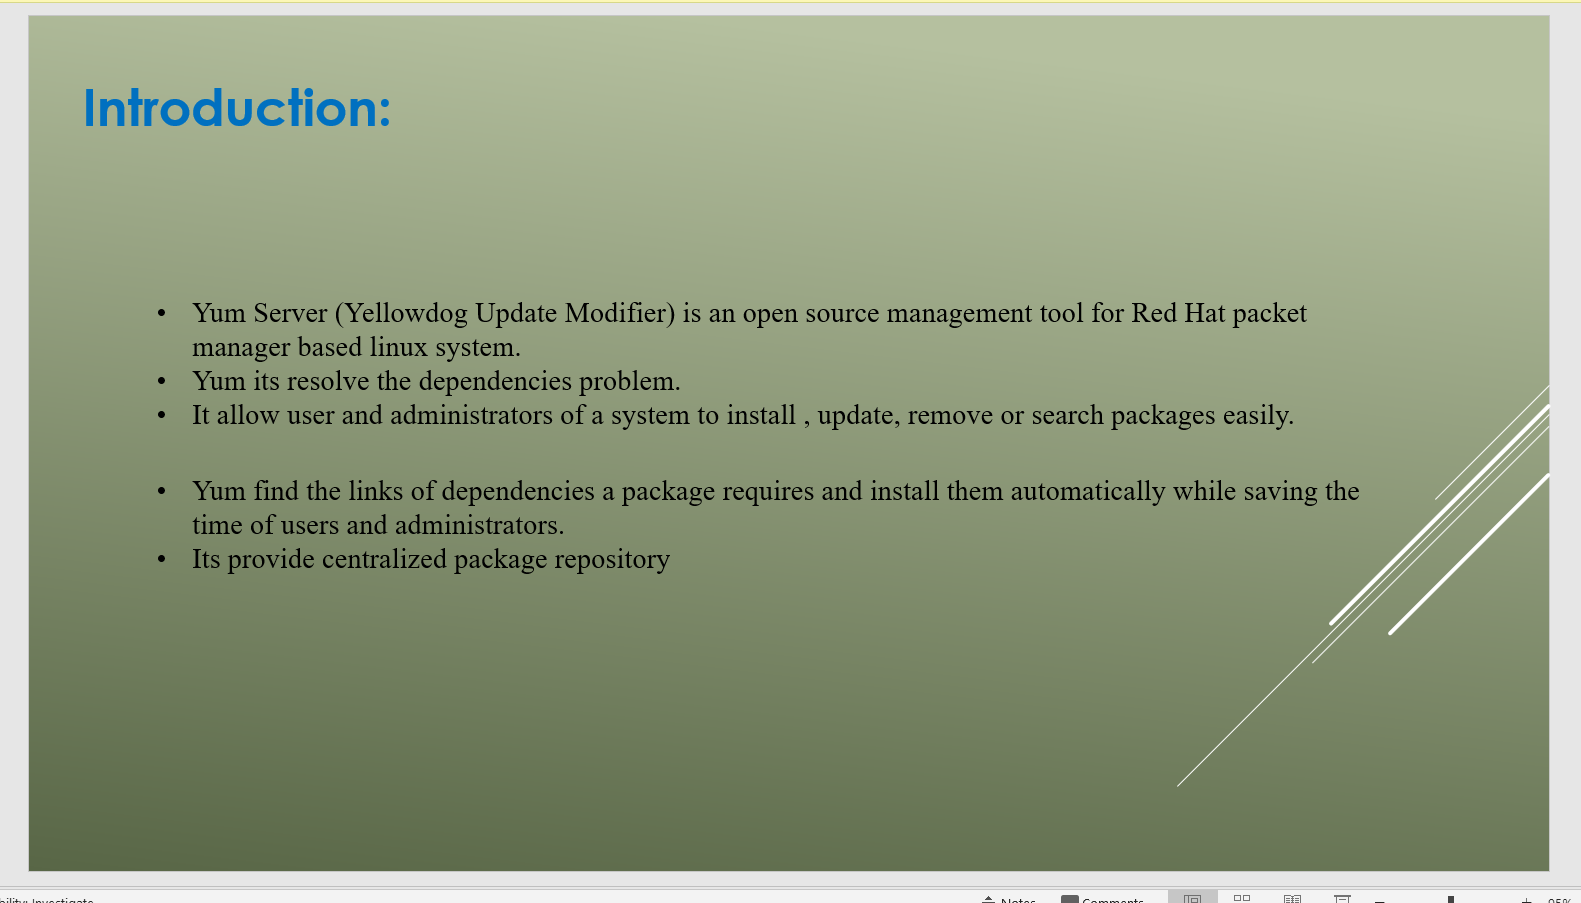 Introduction:
• Yum Server (Yellowdog Update Modifier) is an open source management tool for Red Hat packet
manager based linux system.
• Yum its resolve the dependencies problem.
• It allow user and administrators of a system to install , update, remove or search packages easily.
• Yum find the links of dependencies a package requires and install them automatically while saving the
time of users and administrators.
• Its provide centralized package repository
Notes Comments 95%